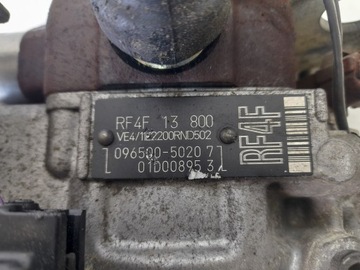 RF4F 13 800
VE4/11E2200RND502
096500-5020 7
01D00895 3
RF4F